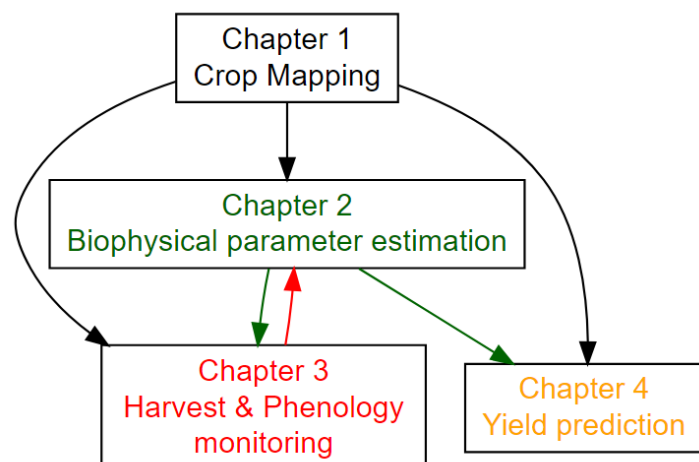 Chapter 1
Crop Mapping
Chapter 2
Biophysical parameter estimation
Chapter 3
Harvest & Phenology
monitoring
Chapter 4
Yield prediction